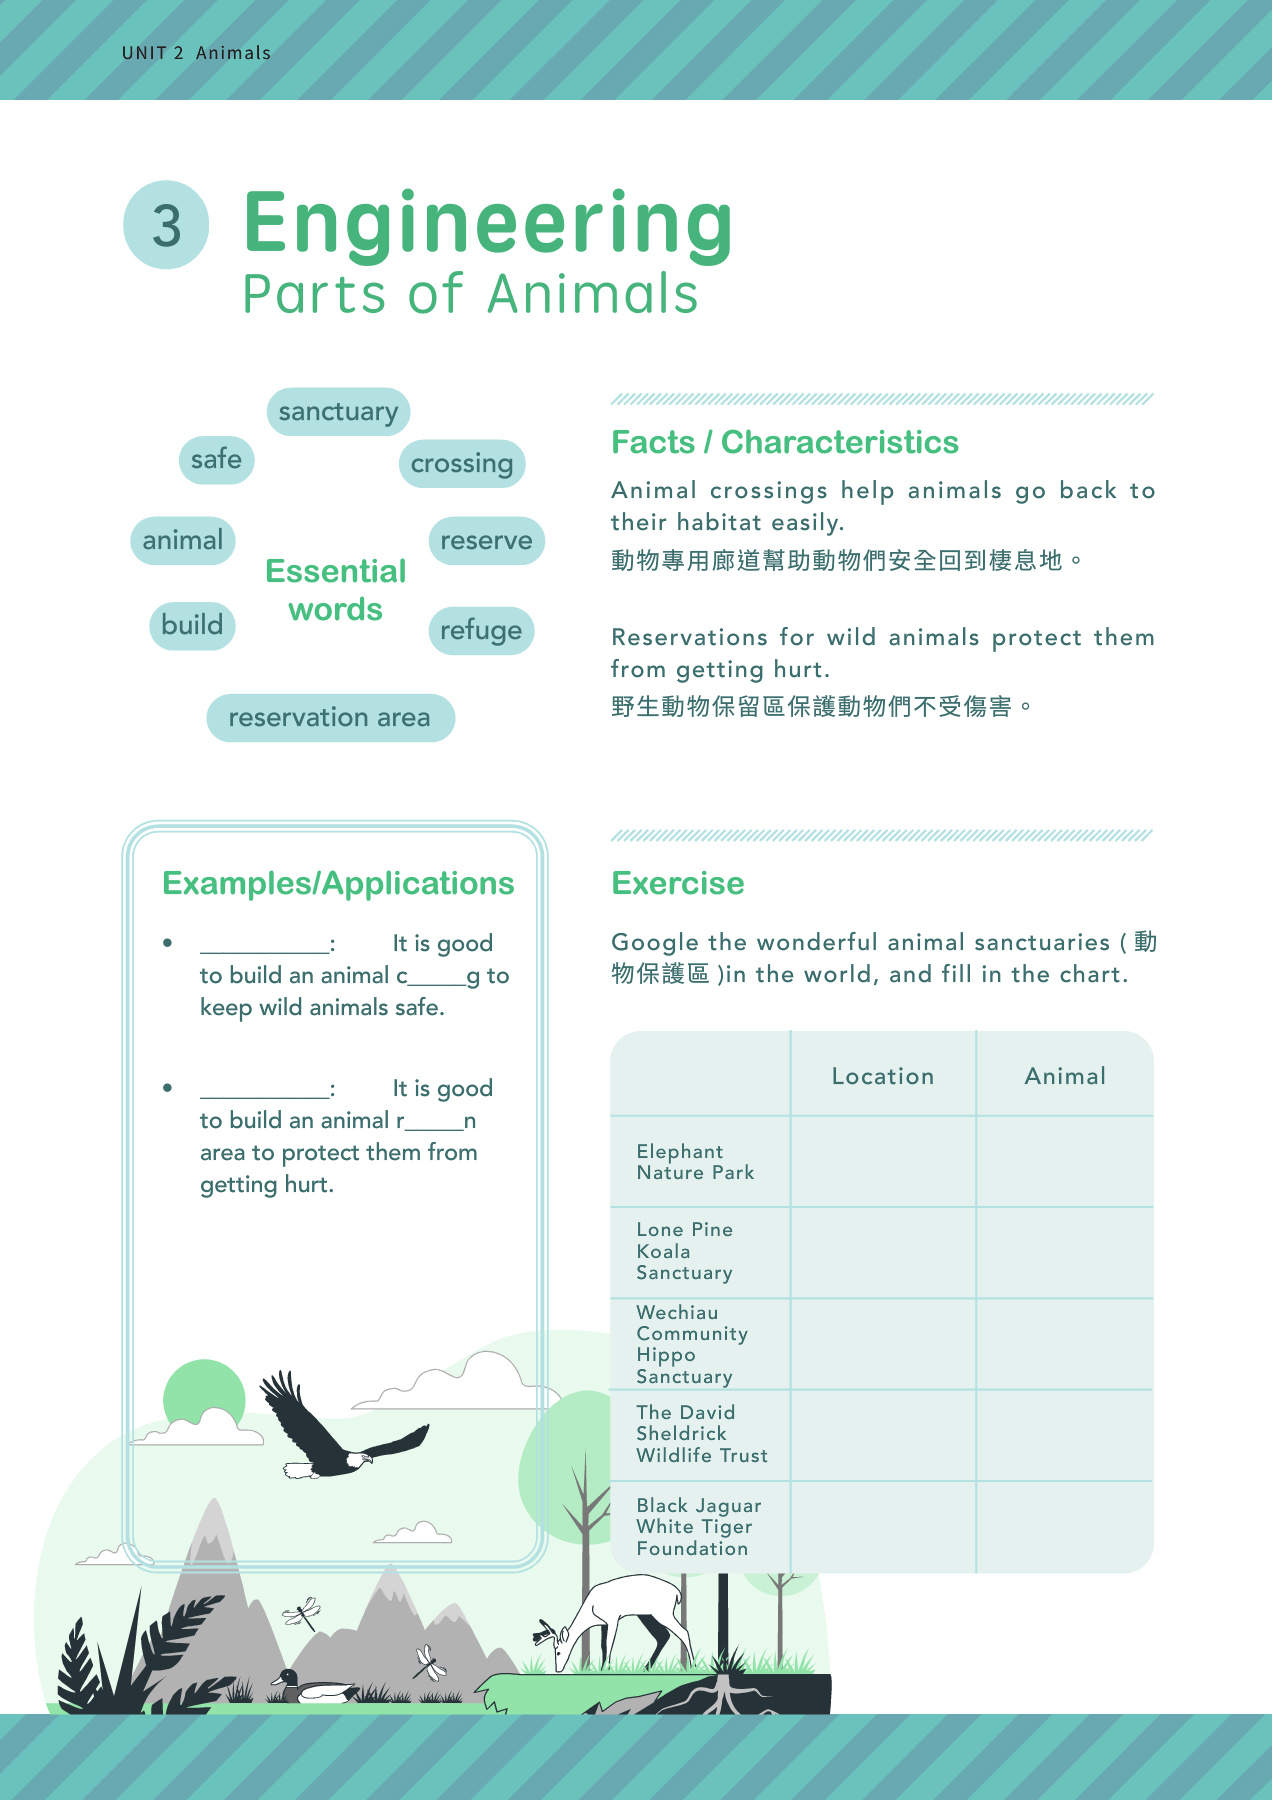 UNIT 2 Animals
3
Engineering
Parts of Animals
sanctuary
safe
crossing
animal
reserve
Essential
words
build
refuge
reservation area
Facts / Characteristics
Animal crossings help animals go back to
their habitat easily.
動物專用廊道幫助動物們安全回到棲息地。
Reservations for wild animals protect them
from getting hurt.
野生動物保留區保護動物們不受傷害。
Examples/Applications
• ___________: It is good
to build an animal c_____g to
keep wild animals safe.
• ___________: It is good
to build an animal r_____n
area to protect them from
getting hurt.
Exercise
Google the wonderful animal sanctuaries ( 動
物保護區 )in the world, and fill in the chart.
Location Animal
Elephant
Nature Park
Lone Pine
Koala
Sanctuary
Wechiau
Community
Hippo
Sanctuary
The David
Sheldrick
Wildlife Trust
Black Jaguar
White Tiger
Foundation